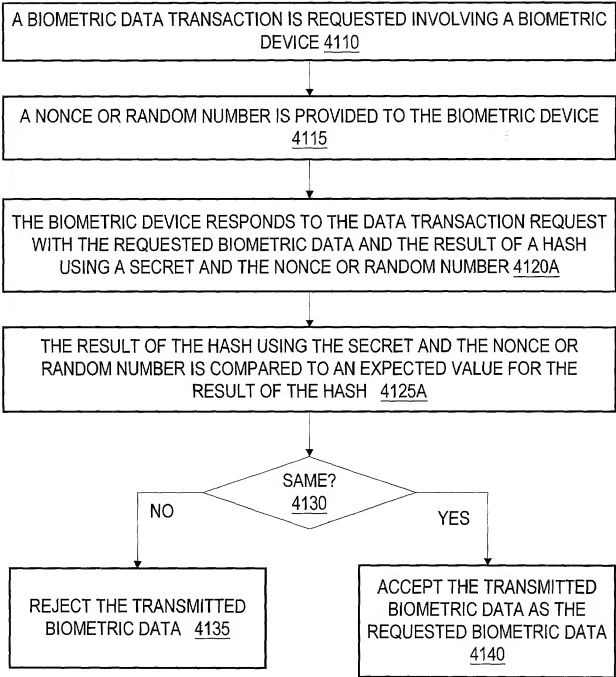 A BIOMETRIC DATA TRANSACTION IS REQUESTED INVOLVING A BIOMETRIC
DEVICE 4110
A NONCE OR RANDOM NUMBER IS PROVIDED TO THE BIOMETRIC DEVICE
4115
THE BIOMETRIC DEVICE RESPONDS TO THE DATA TRANSACTION REQUEST
WITH THE REQUESTED BIOMETRIC DATA AND THE RESULT OF A HASH
USING A SECRET AND THE NONCE OR RANDOM NUMBER 4120A
THE RESULT OF THE HASH USING THE SECRET AND THE NONCE OR
RANDOM NUMBER IS COMPARED TO AN EXPECTED VALUE FOR THE
RESULT OF THE HASH 4125A
SAME?
4130
NO
YES
REJECT THE TRANSMITTED
BIOMETRIC DATA 4135
ACCEPT THE TRANSMITTED
BIOMETRIC DATA AS THE
REQUESTED BIOMETRIC DATA
4140